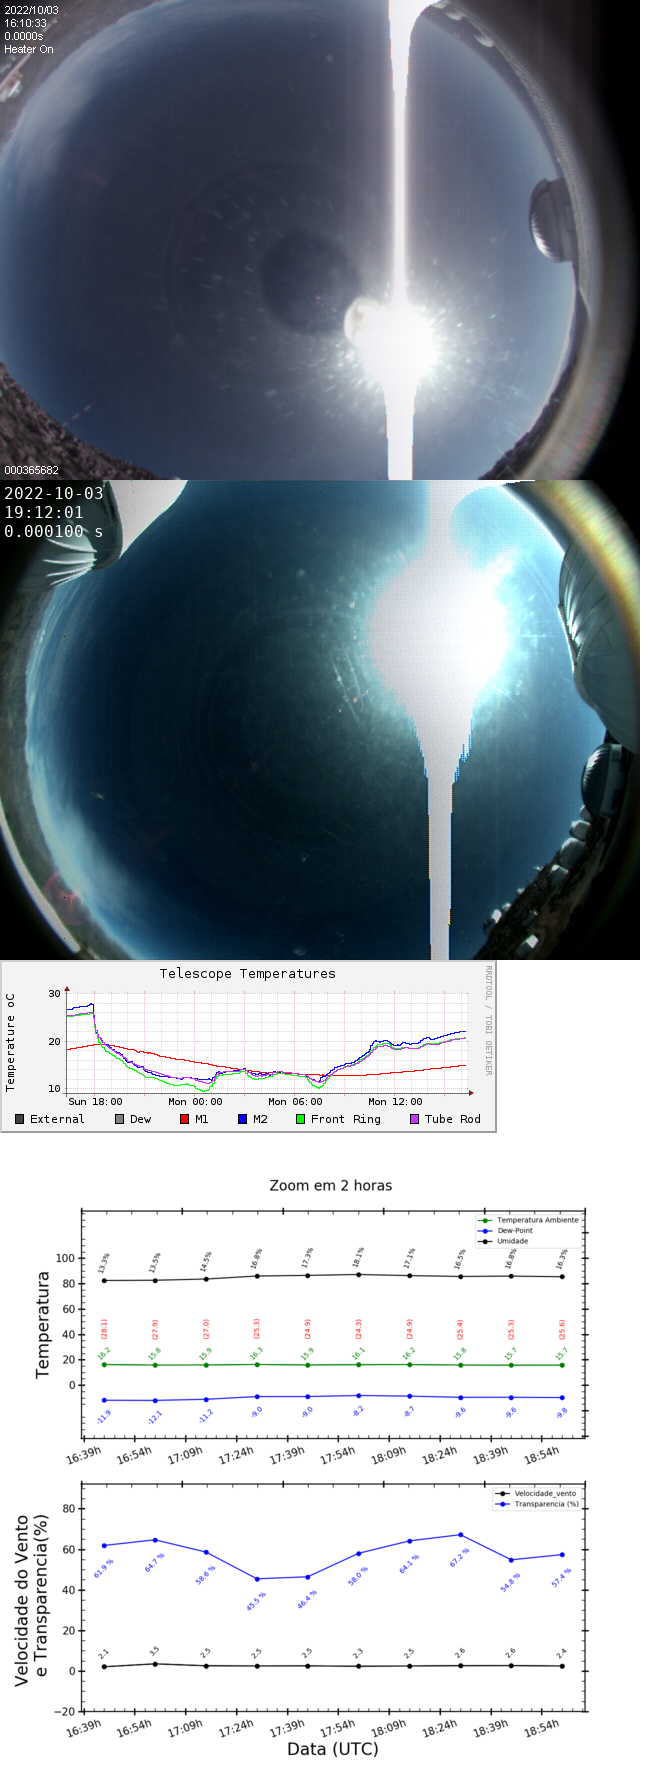 2022/10/03
16:10:33
0.0000s
Heater On
000365682
2022-10-03
19:12:01
0.000100 s
Telescope Temperatures
RRDTOOL / TOBI OETIKER
Temperature oC
30
20
10
Sun 18:00 Mon 00:00 Mon 06:00 Mon 12:00
External Dew M1 M2 Front Ring Tube Rod
Zoom em 2 horas
Temperatura Ambiente
Dew-Point
Umidade
Temperatura
100
80
60
40
20
0
13.3% 13.5% 14.5% 16.8% 17.3% 18.1% 17.1% 16.5% 16.8% 16.3%
(28.1) (27.9) (27.0) (25.3) (24.9) (24.3) (24.9) (25.4) (25.3) (25.6)
16.2 15.8 15.9 16.3 15.9 16.1 16.2 15.8 15.7 15.7
-11.9 -12.1 -11.2 -9.0 -9.0 -8.2 -8.7 -9.6 -9.6 -9.8
16:39h 16:54h 17:09h 17:24h 17:39h 17:54h 18:09h 18:24h 18:39h 18:54h
Velocidade_vento
Transparencia (%)
Velocidade do Vento
e Transparencia(%)
80
60
40
20
0
−20
61.9 % 64.7 % 58.6 % 45.5 % 46.4 % 58.0 % 64.1 % 67.2 % 54.8 % 57.4 %
2.1 3.5 2.5 2.5 2.5 2.3 2.5 2.6 2.6 2.4
16:39h 16:54h 17:09h 17:24h 17:39h 17:54h 18:09h 18:24h 18:39h 18:54h
Data (UTC)